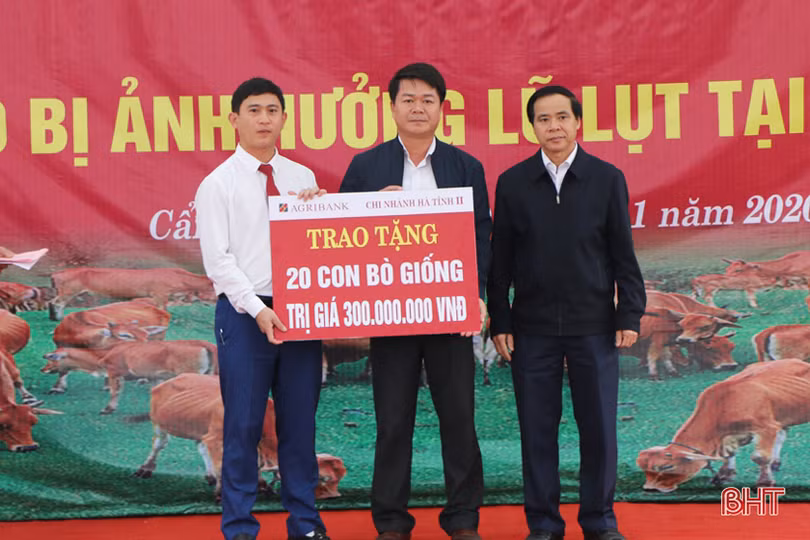 BỊ ẢNH HƯỞNG LŨ LỤT TẠI
1 năm 2020
AGRIBANK CHI NHÁNH HÀ TĨNH II
TRAO TẶNG
20 CON BÒ GIỐNG
TRỊ GIÁ 300.000.000 VNĐ
BHT